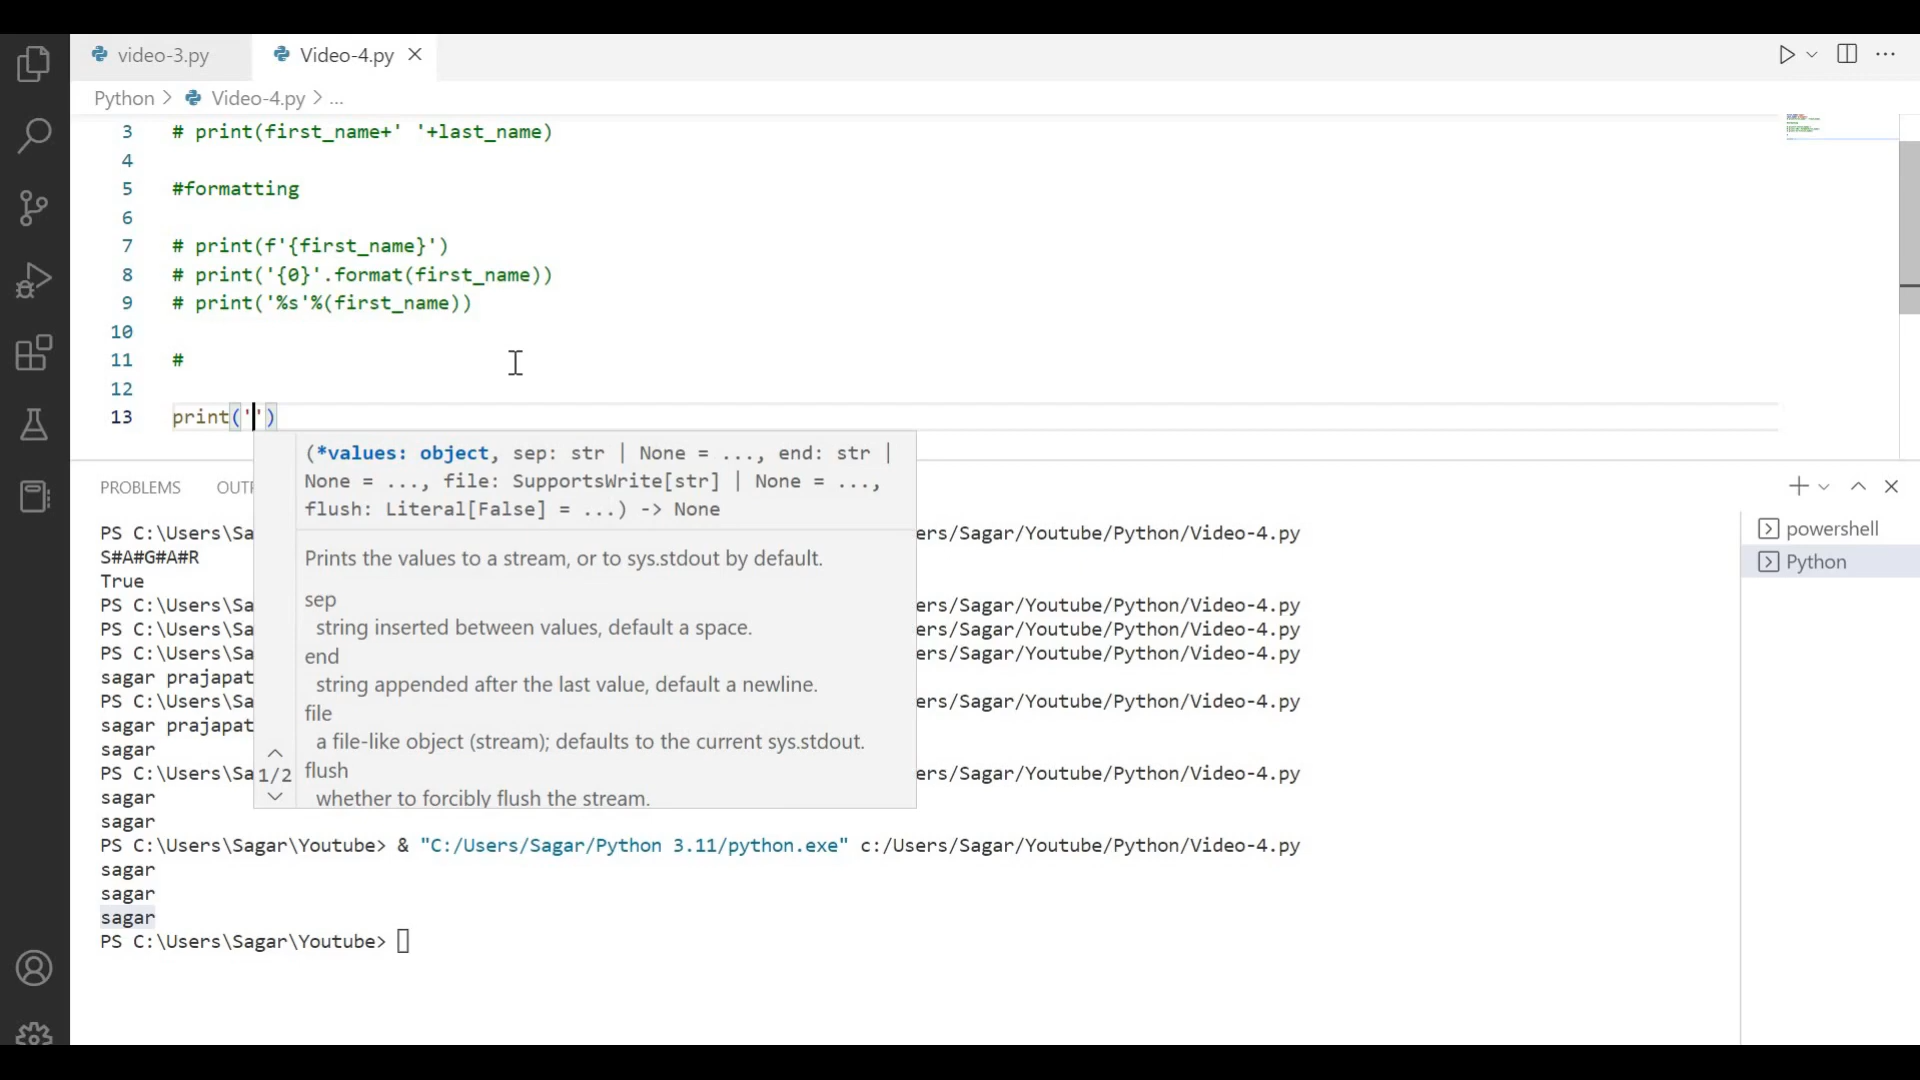 video-3.py
Video-4.py
Python > Video-4.py > ...
3 # print(first_name+' '+last_name)
4
5 #formatting
6
7 # print(f'{first_name}')
8 # print('{0}'.format(first_name))
9 # print('%s'%(first_name))
10
11 #
12
13 print('')
(*values: object, sep: str | None = ..., end: str |
None = ..., file: SupportsWrite[str] | None = ...,
flush: Literal[False] = ...) -> None
Prints the values to a stream, or to sys.stdout by default.
sep
string inserted between values, default a space.
end
string appended after the last value, default a newline.
file
a file-like object (stream); defaults to the current sys.stdout.
flush
whether to forcibly flush the stream.
1/2
PROBLEMS OUT
powershell
Python
PS C:\Users\Sa ers/Sagar/Youtube/Python/Video-4.py
S#A#G#A#R
True
PS C:\Users\Sa ers/Sagar/Youtube/Python/Video-4.py
PS C:\Users\Sa ers/Sagar/Youtube/Python/Video-4.py
PS C:\Users\Sa ers/Sagar/Youtube/Python/Video-4.py
sagar prajapat
PS C:\Users\Sa ers/Sagar/Youtube/Python/Video-4.py
sagar prajapat
sagar
PS C:\Users\Sa ers/Sagar/Youtube/Python/Video-4.py
sagar
sagar
PS C:\Users\Sagar\Youtube> & "C:/Users/Sagar/Python 3.11/python.exe" c:/Users/Sagar/Youtube/Python/Video-4.py
sagar
sagar
sagar
PS C:\Users\Sagar\Youtube>